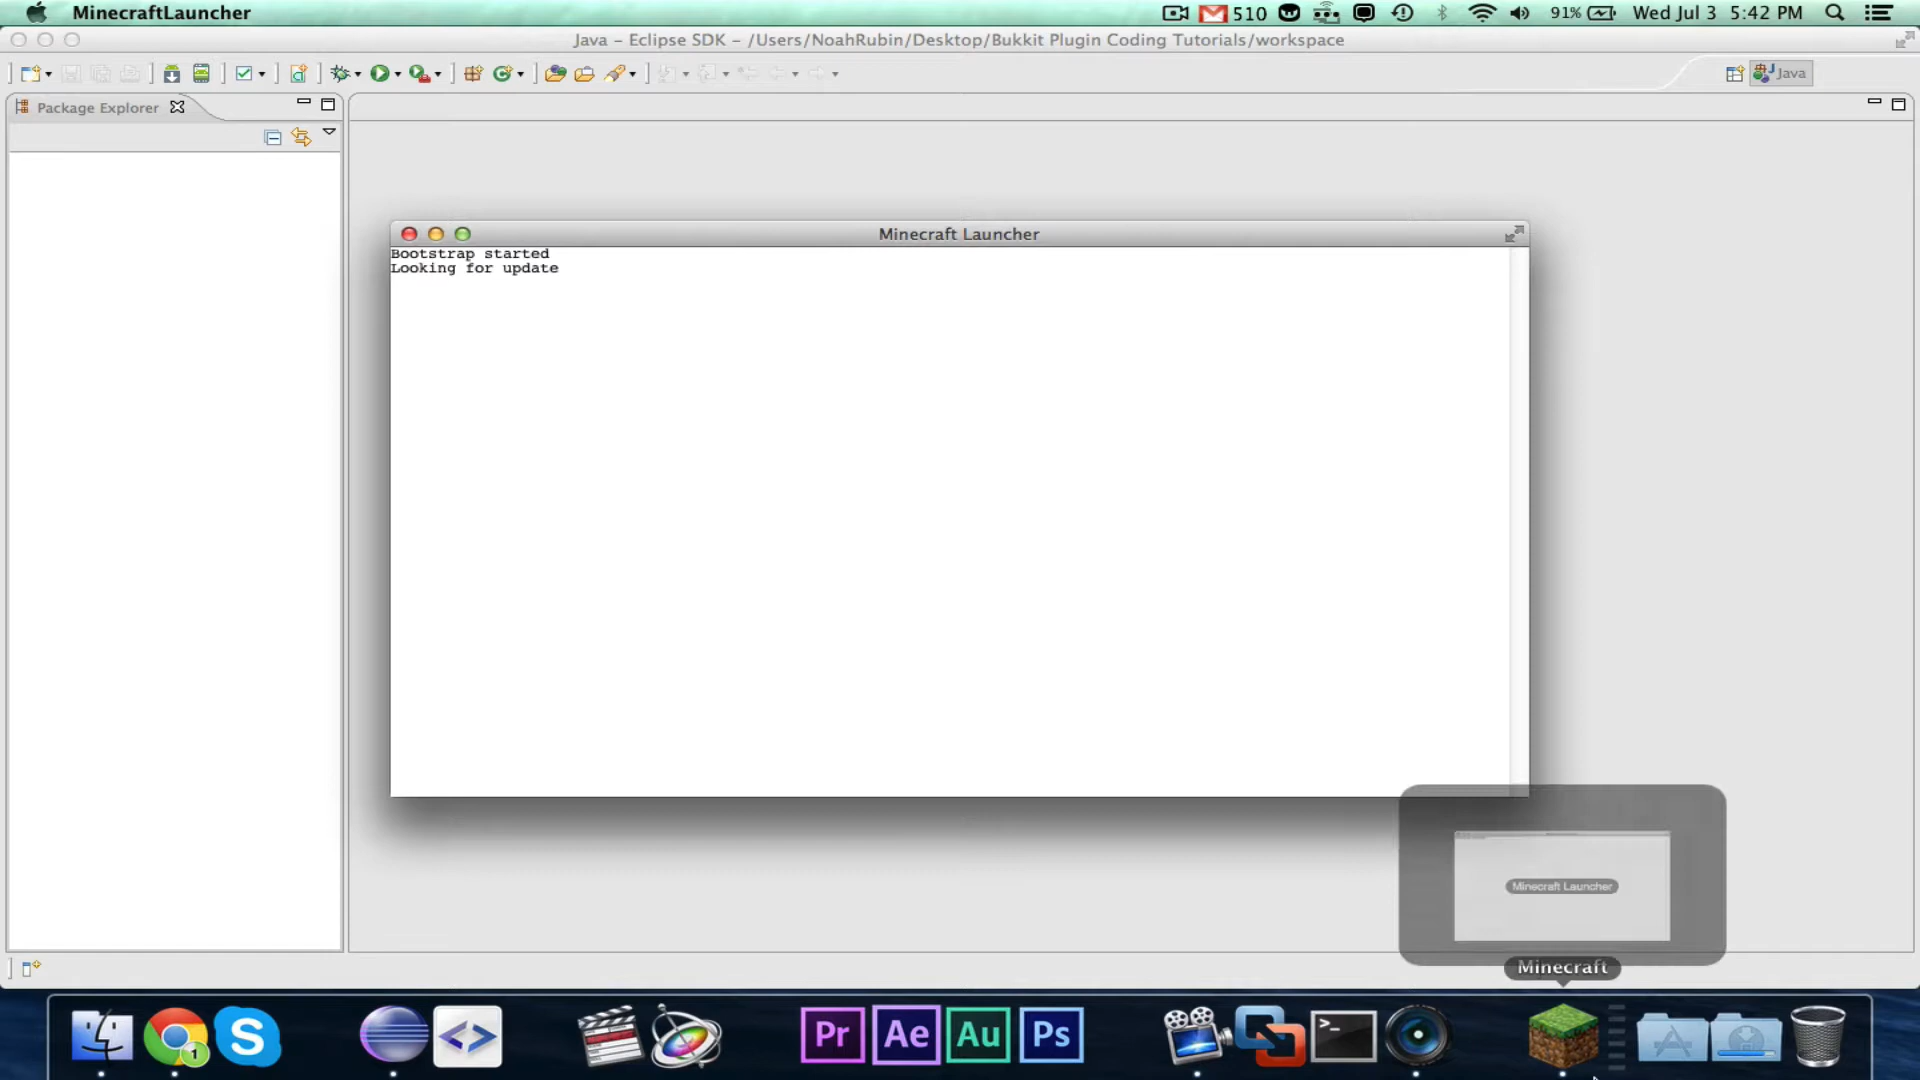 MinecraftLauncher
510
91%
Wed Jul 3 5:42 PM
Java – Eclipse SDK – /Users/NoahRubin/Desktop/Bukkit Plugin Coding Tutorials/workspace
Java
Package Explorer
Minecraft Launcher
Bootstrap started
Looking for update
Minecraft Launcher
Minecraft
1
S
Pr
Ae
Au
Ps
>_